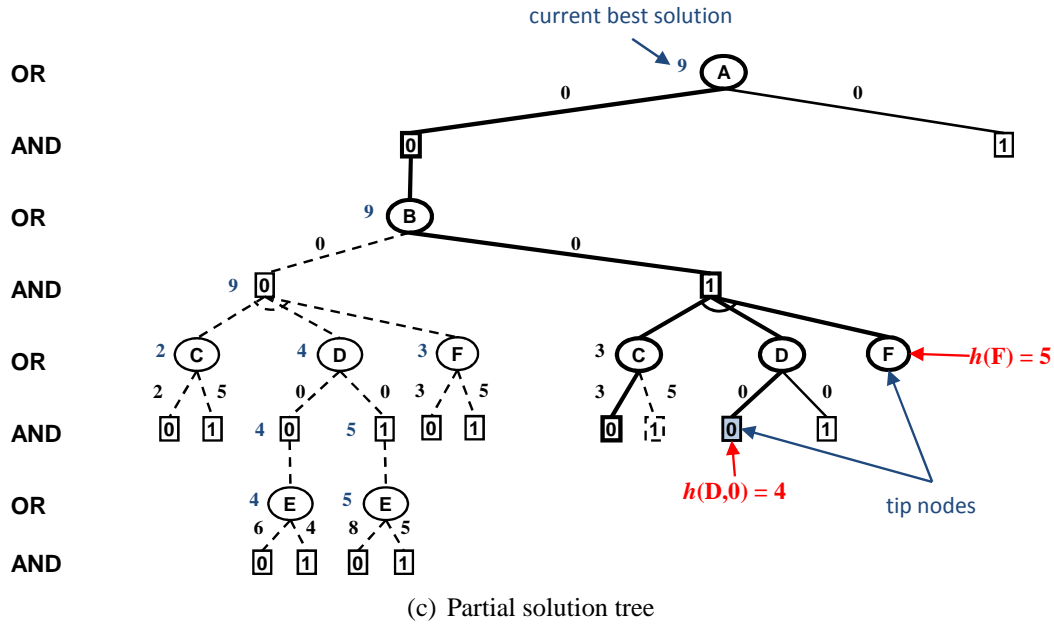 current best solution
OR 9 A
0 0
AND 0 1
OR 9 B
0 0
AND 9 0 1
OR 2 C 4 D 3 F 3 C D F h(F) = 5
2 5 0 0 3 5 3 5 0 0
AND 0 1 4 0 5 1 0 1 0 1 0 1
h(D,0) = 4
tip nodes
OR 4 E 5 E
6 4 8 5
AND 0 1 0 1
(c) Partial solution tree